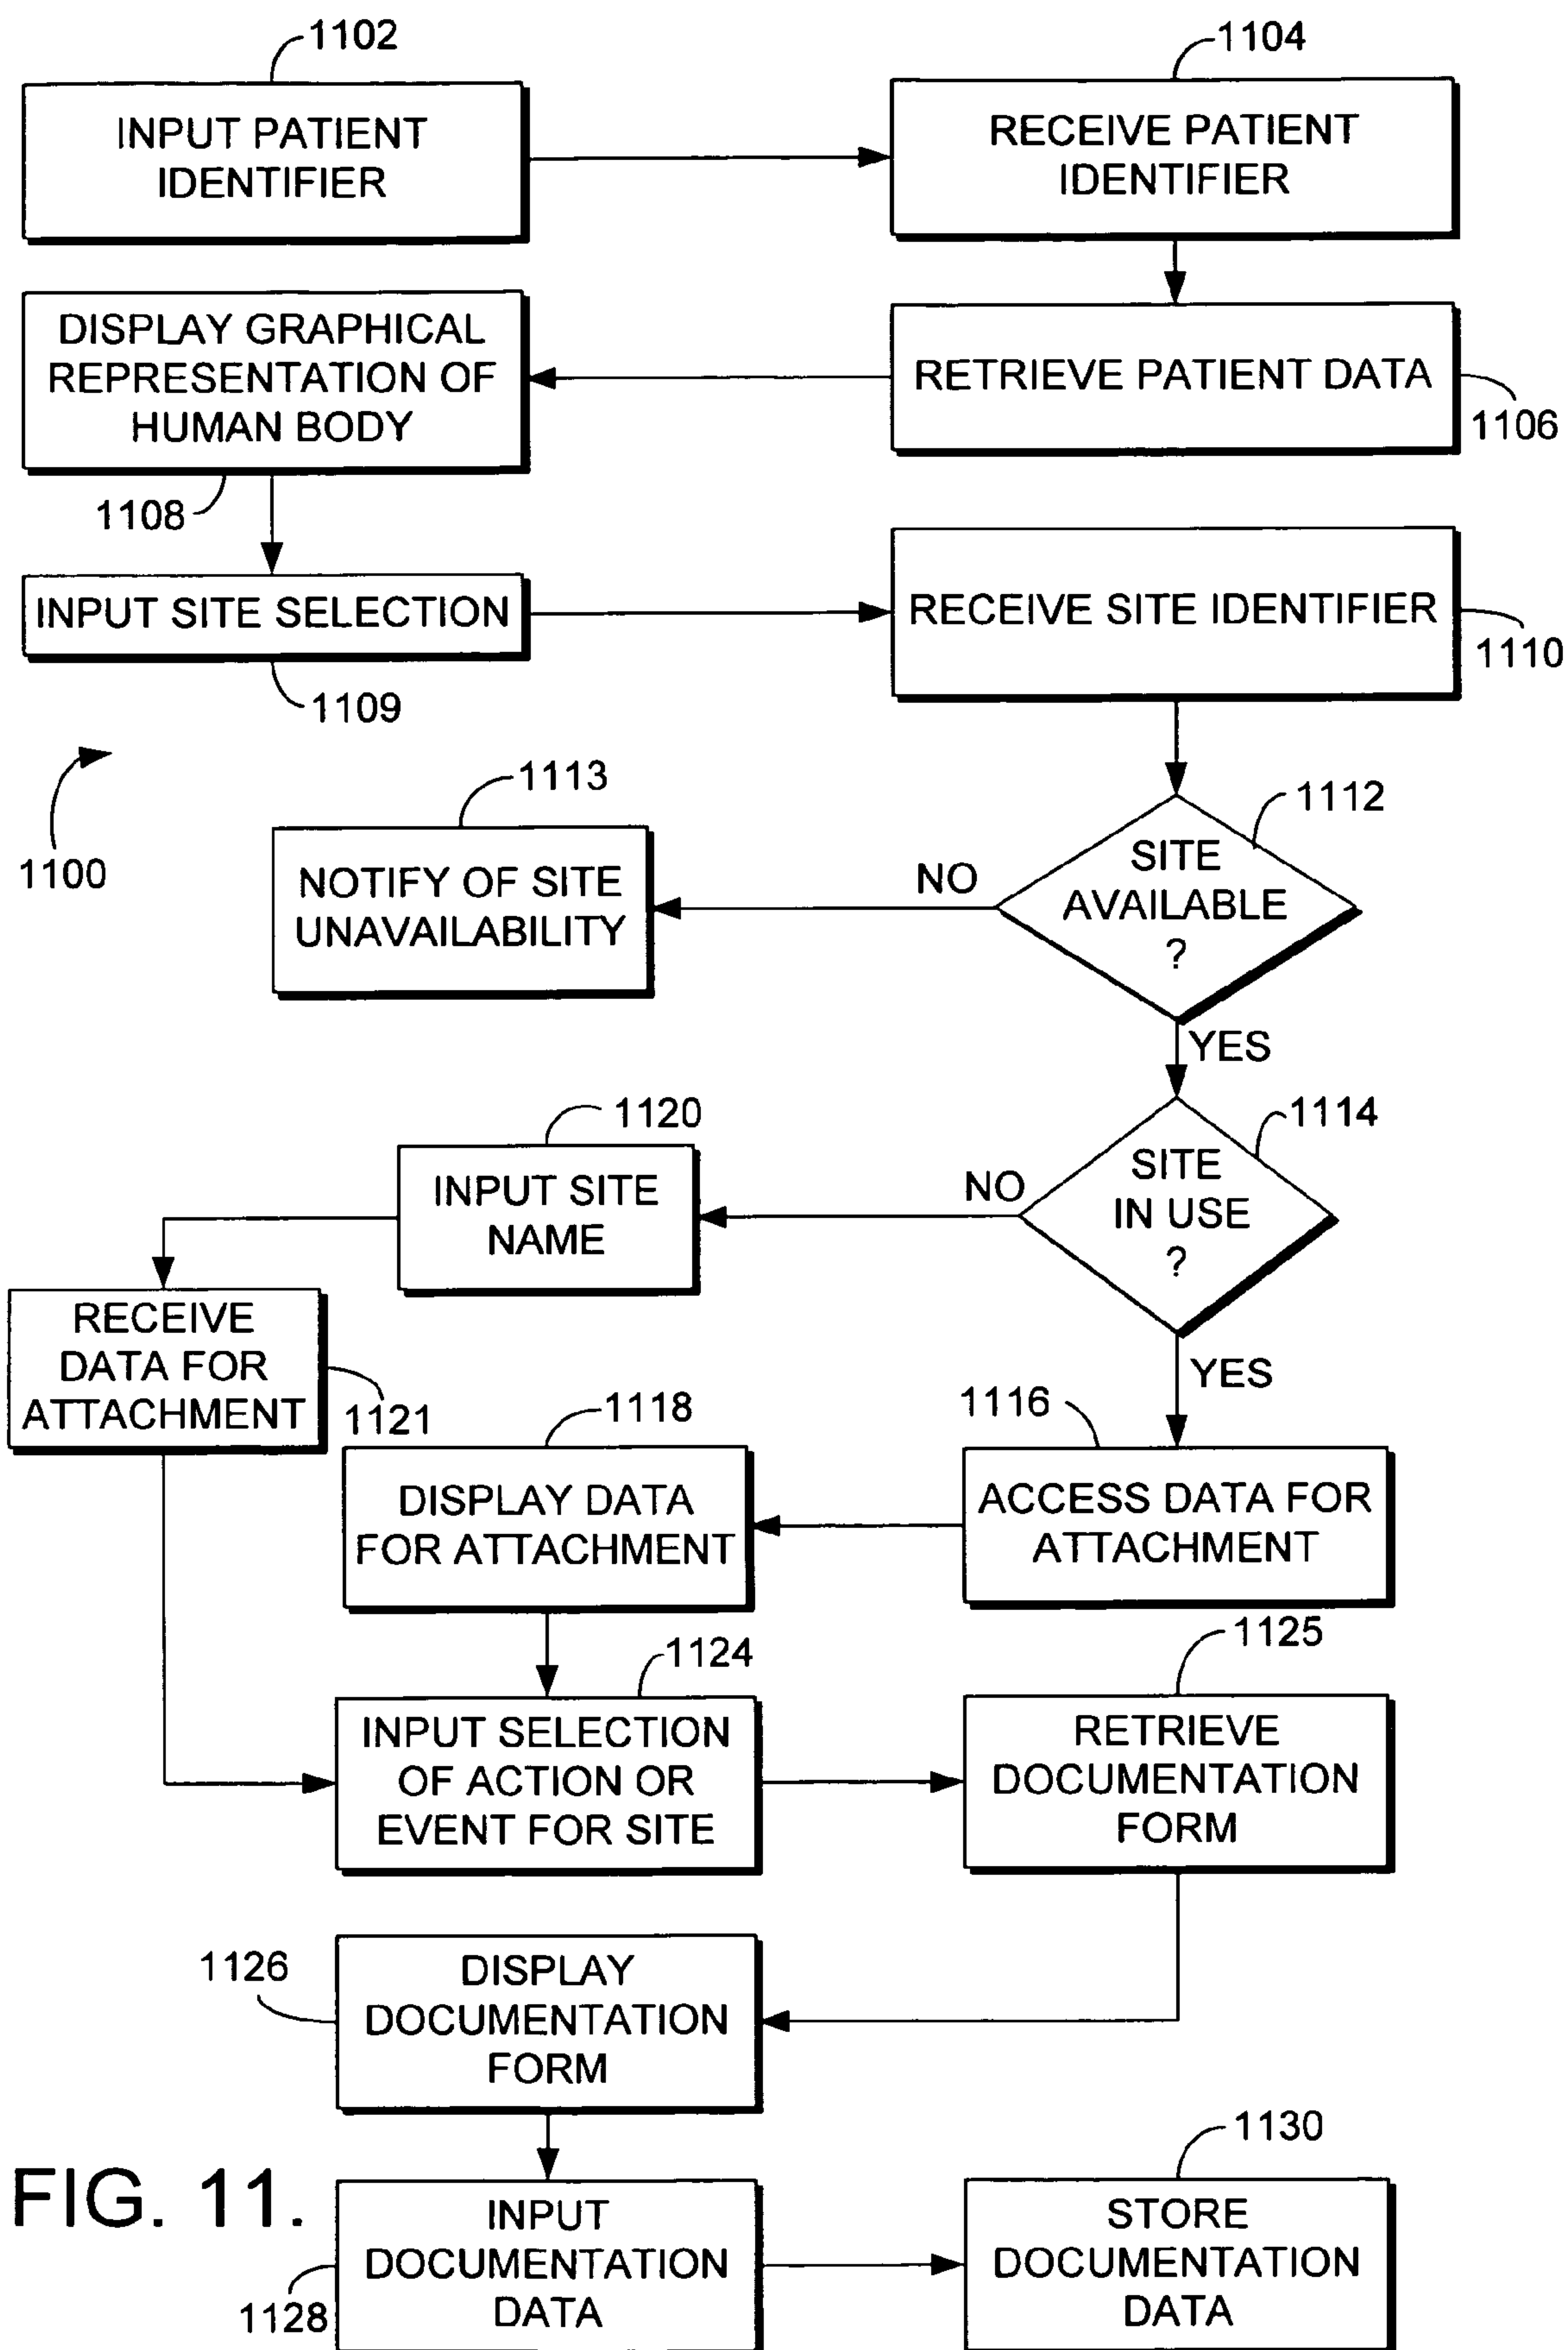 1102
1104
INPUT PATIENT
IDENTIFIER
RECEIVE PATIENT
IDENTIFIER
DISPLAY GRAPHICAL
REPRESENTATION OF
HUMAN BODY
RETRIEVE PATIENT DATA
1106
1108
INPUT SITE SELECTION
RECEIVE SITE IDENTIFIER
1110
1109
1100
1113
NOTIFY OF SITE
UNAVAILABILITY
NO
1112
SITE
AVAILABLE
?
YES
1120
INPUT SITE
NAME
NO
1114
SITE
IN USE
?
YES
RECEIVE
DATA FOR
ATTACHMENT
1121
1118
DISPLAY DATA
FOR ATTACHMENT
1116
ACCESS DATA FOR
ATTACHMENT
1124
INPUT SELECTION
OF ACTION OR
EVENT FOR SITE
1125
RETRIEVE
DOCUMENTATION
FORM
1126
DISPLAY
DOCUMENTATION
FORM
FIG. 11.
1128
INPUT
DOCUMENTATION
DATA
1130
STORE
DOCUMENTATION
DATA